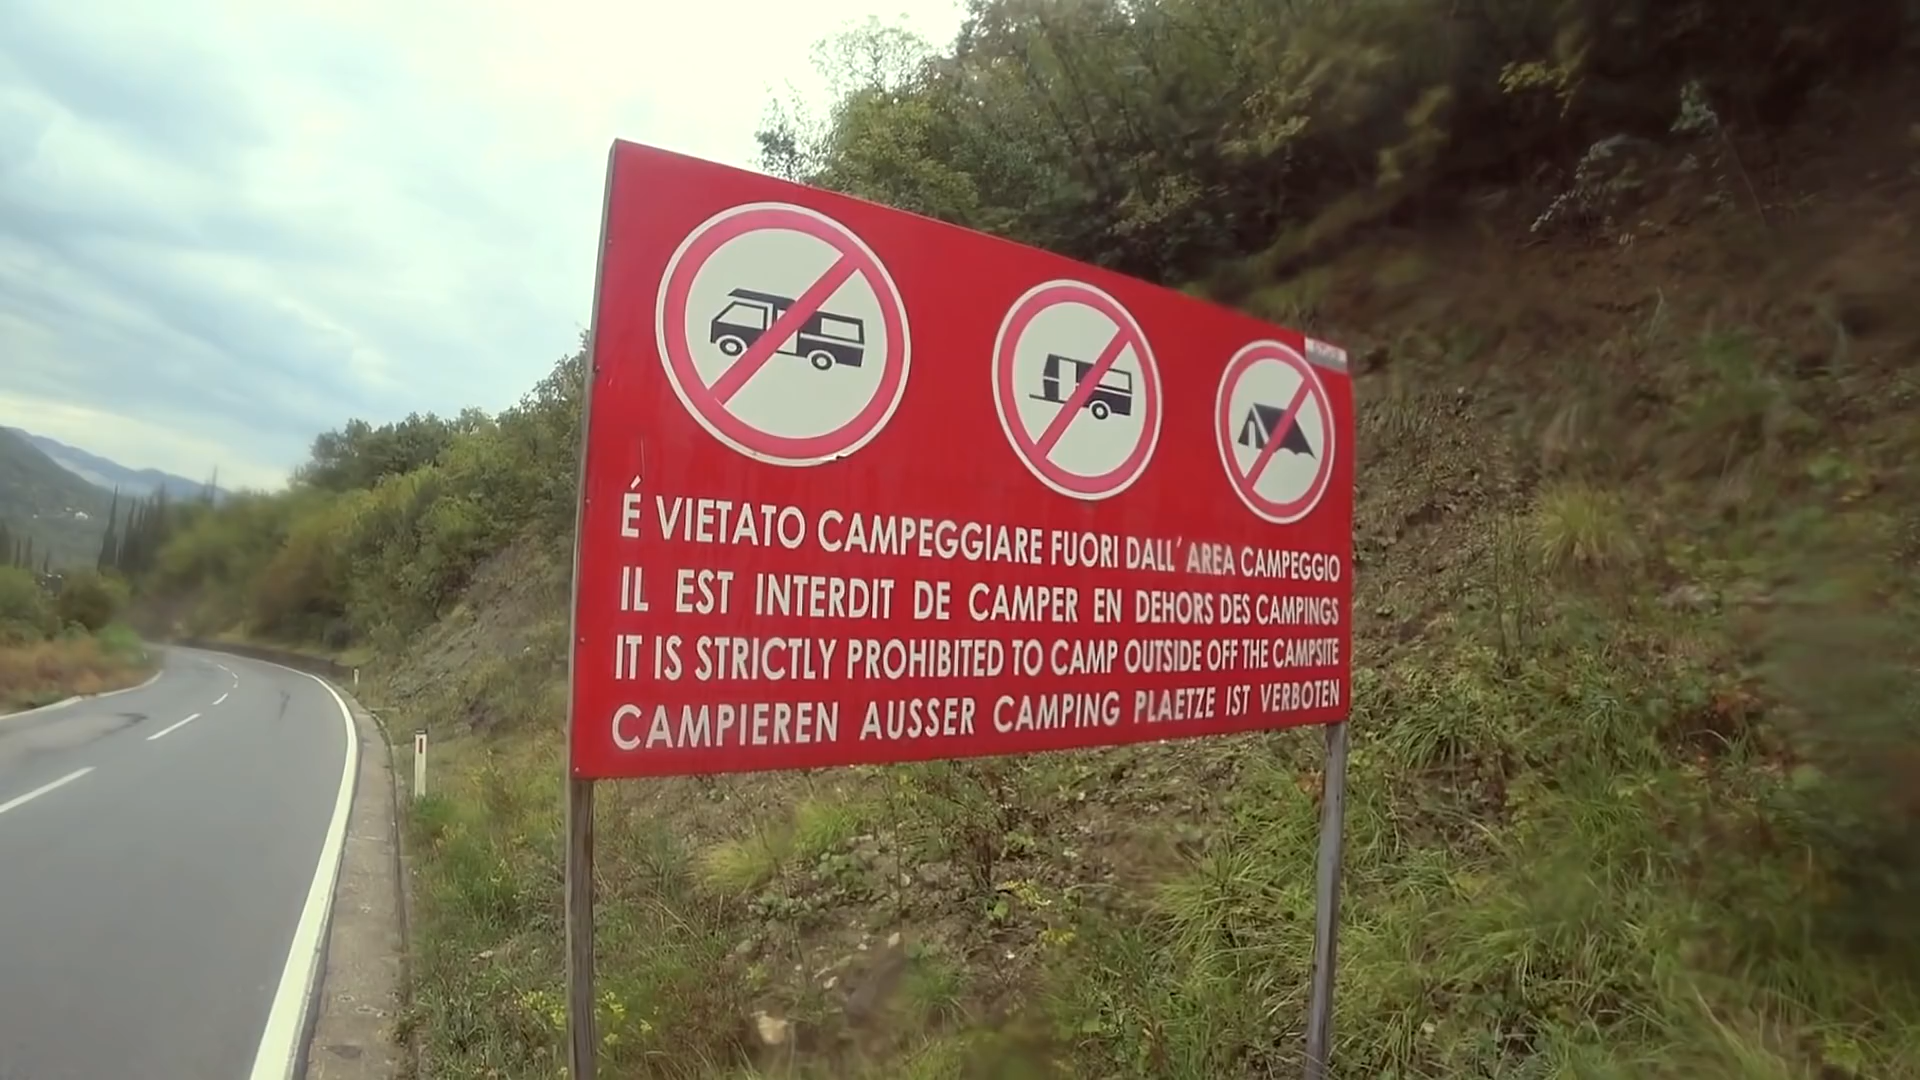 É VIETATO CAMPEGGIARE FUORI DALL´ AREA CAMPEGGIO
IL EST INTERDIT DE CAMPER EN DEHORS DES CAMPINGS
IT IS STRICTLY PROHIBITED TO CAMP OUTSIDE OFF THE CAMPSITE
CAMPIEREN AUSSER CAMPING PLAETZE IST VERBOTEN